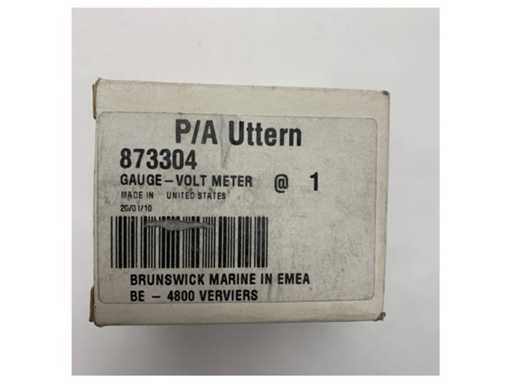 P/A Uttern
873304
GAUGE-VOLT METER @ 1
MADE IN UNITED STATES
20/01/10
BRUNSWICK MARINE IN EMEA
BE - 4800 VERVIERS